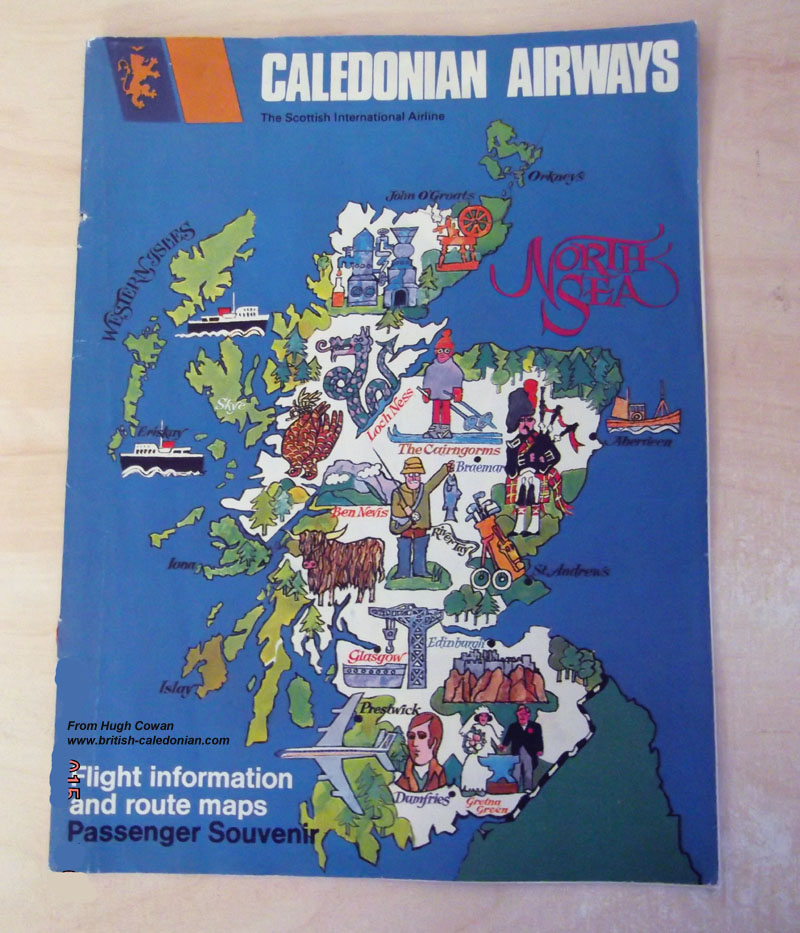 CALEDONIAN AIRWAYS
The Scottish International Airline
Orkneys
John O'Groats
WESTERN ISLES
NORTH
SEA
Skye
Loch Ness
Eriskay
The Cairngorms
Aberdeen
Braemar
Ben Nevis
River Tay
Iona
St. Andrews
Edinburgh
Glasgow
Islay
Prestwick
From Hugh Cowan
www.british-caledonian.com
Flight information
and route maps
Passenger Souvenir
Dumfries
Gretna
Green